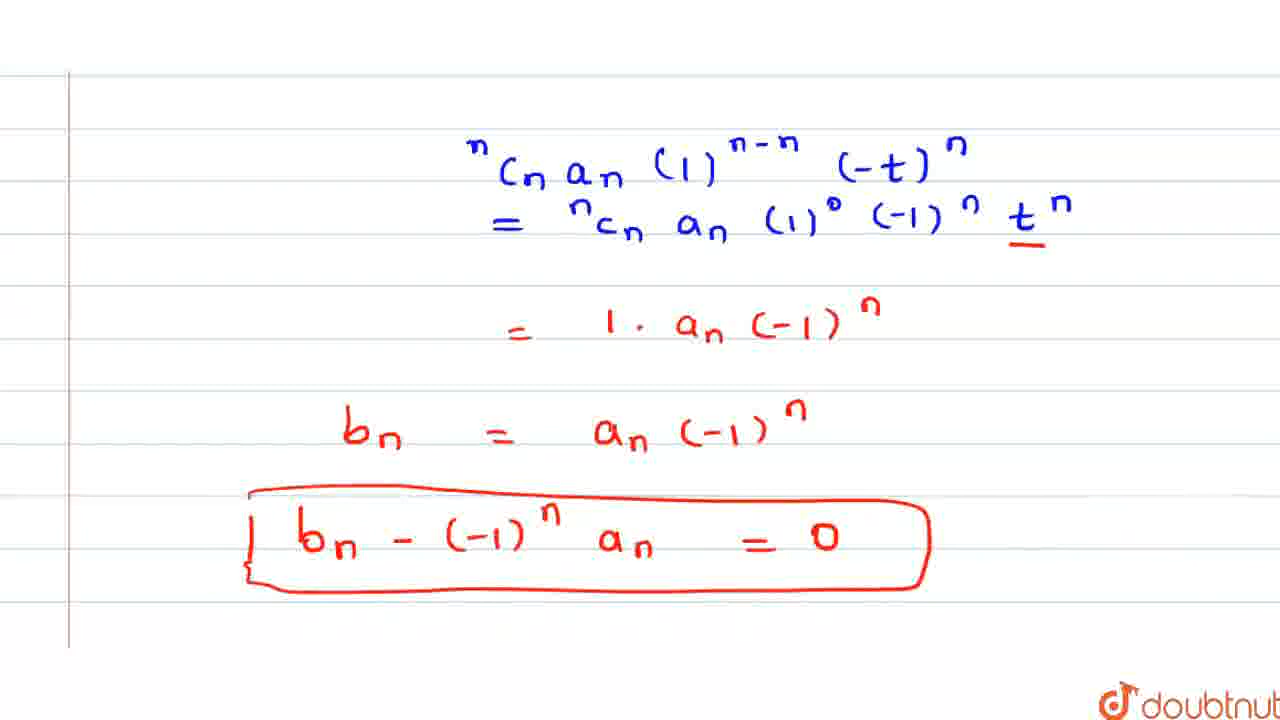 ⁿCₙ aₙ (1)ⁿ⁻ⁿ (-t)ⁿ
= ⁿCₙ aₙ (1)⁰ (-1)ⁿ tⁿ
= 1 · aₙ (-1)ⁿ
bₙ = aₙ (-1)ⁿ
bₙ - (-1)ⁿ aₙ = 0
doubtnut